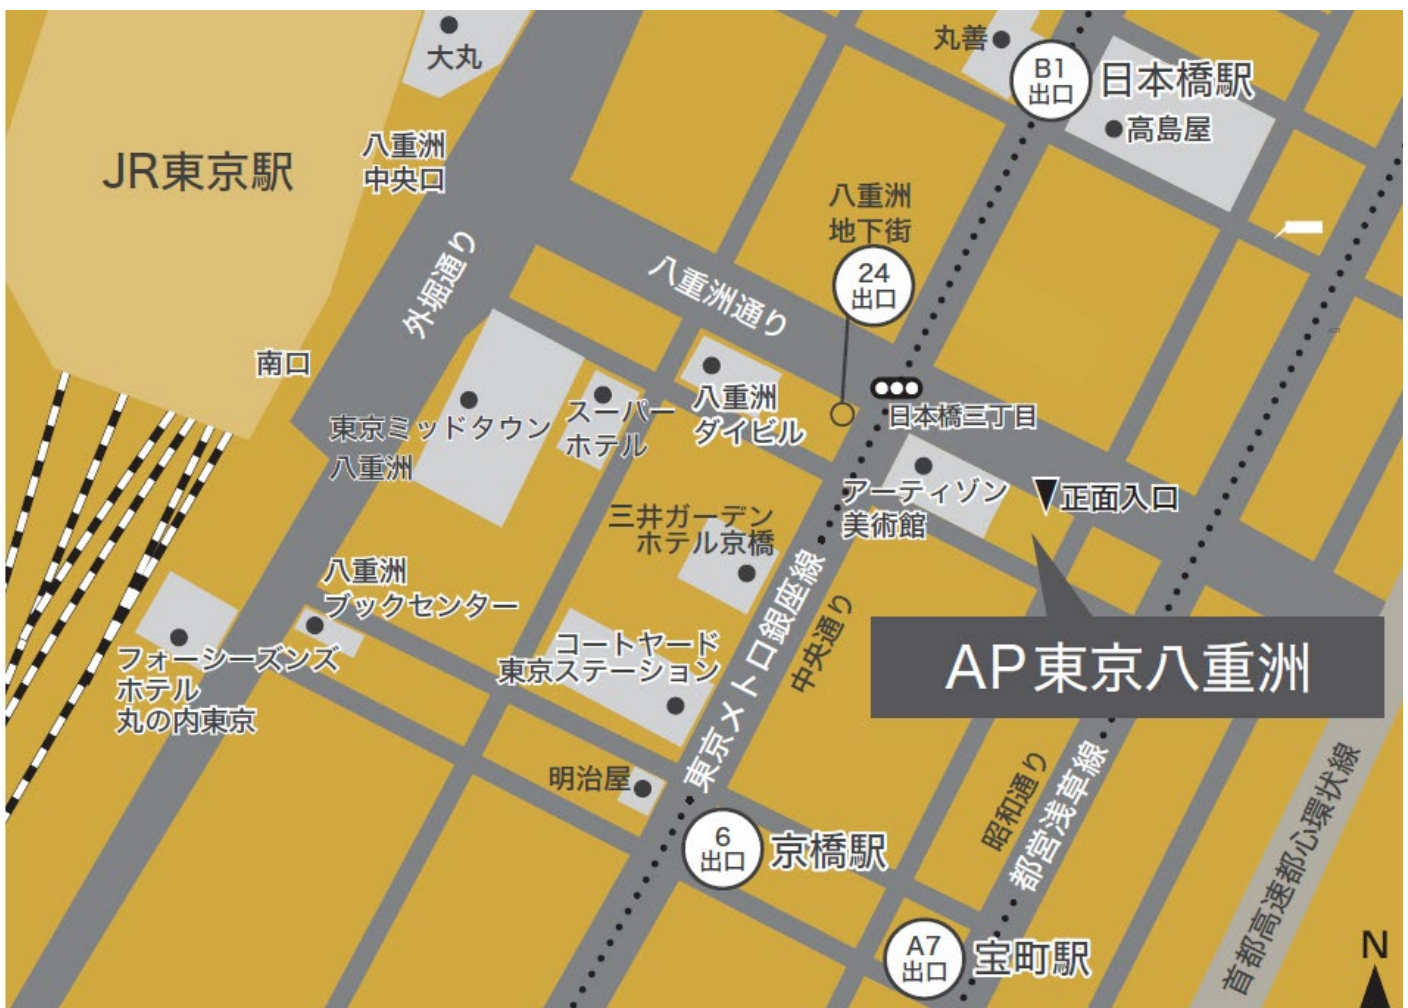 大丸
丸善
B1
出口
日本橋駅
高島屋
JR東京駅
八重洲
中央口
八重洲
地下街
24
出口
外堀通り
八重洲通り
南口
東京ミッドタウン
八重洲
スーパー
ホテル
八重洲
ダイビル
日本橋三丁目
アーティゾン
美術館
正面入口
三井ガーデン
ホテル京橋
八重洲
ブックセンター
フォーシーズンズ
ホテル
丸の内東京
コートヤード
東京ステーション
東京メトロ銀座線
中央通り
AP東京八重洲
明治屋
6
出口
京橋駅
昭和通り
都営浅草線
首都高速都心環状線
A7
出口
宝町駅
N